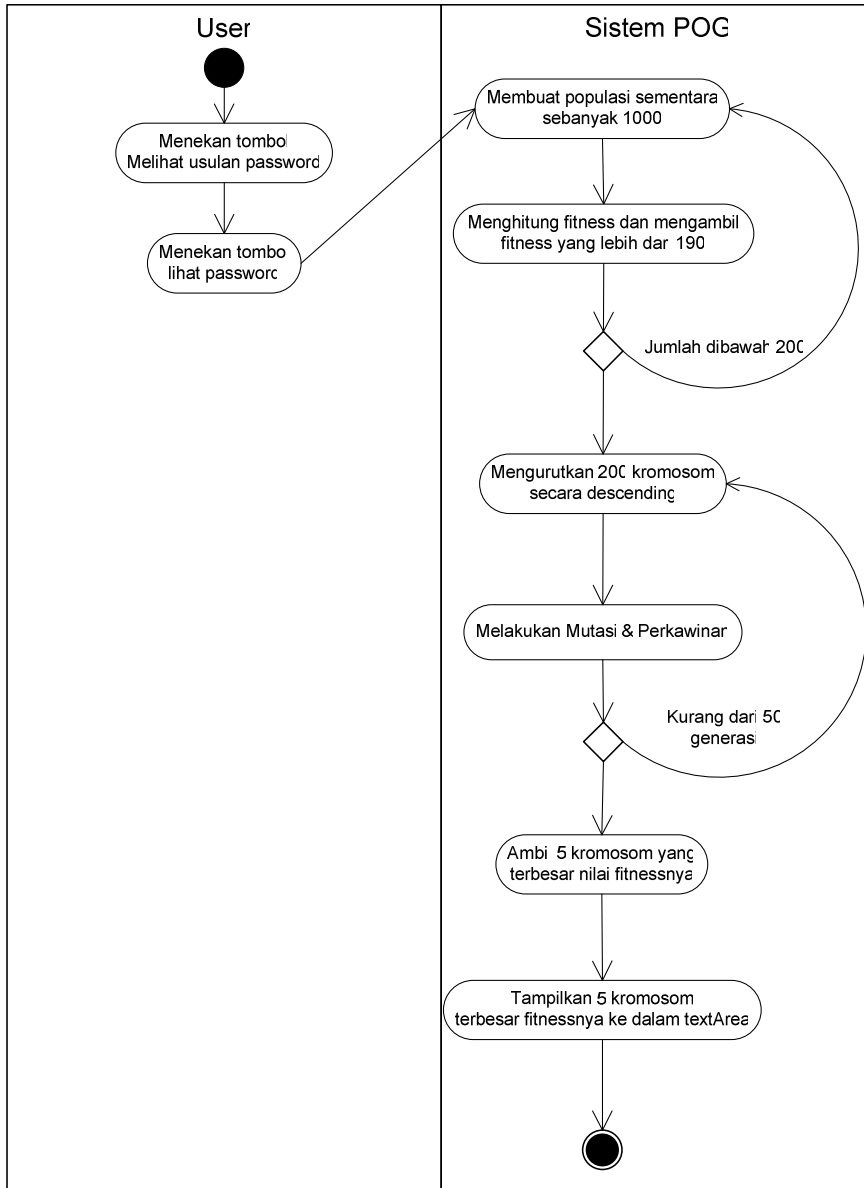 User
Sistem POG
Menekan tombol
Melihat usulan password
Menekan tombo
lihat password
Membuat populasi sementara
sebanyak 1000
Menghitung fitness dan mengambil
fitness yang lebih dari 190
Jumlah dibawah 200
Mengurutkan 200 kromosom
secara descending
Melakukan Mutasi & Perkawinan
Kurang dari 50
generasi
Ambi 5 kromosom yang
terbesar nilai fitnessnya
Tampilkan 5 kromosom
terbesar fitnessnya ke dalam textArea